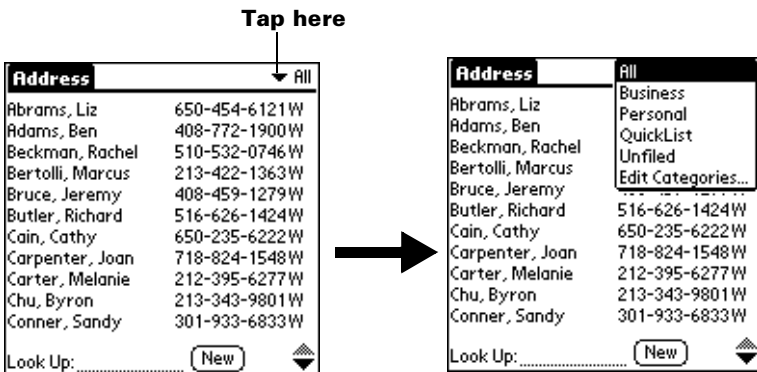 Tap here
Address All
Abrams, Liz 650-454-6121W
Adams, Ben 408-772-1900W
Beckman, Rachel 510-532-0746W
Bertolli, Marcus 213-422-1363W
Bruce, Jeremy 408-459-1279W
Butler, Richard 516-626-1424W
Cain, Cathy 650-235-6222W
Carpenter, Joan 718-824-1548W
Carter, Melanie 212-395-6277W
Chu, Byron 213-343-9801W
Conner, Sandy 301-933-6833W
Look Up: New
Address All
Business
Personal
QuickList
Unfiled
Edit Categories...
Abrams, Liz
Adams, Ben
Beckman, Rachel
Bertolli, Marcus
Bruce, Jeremy
Butler, Richard 516-626-1424W
Cain, Cathy 650-235-6222W
Carpenter, Joan 718-824-1548W
Carter, Melanie 212-395-6277W
Chu, Byron 213-343-9801W
Conner, Sandy 301-933-6833W
Look Up: New